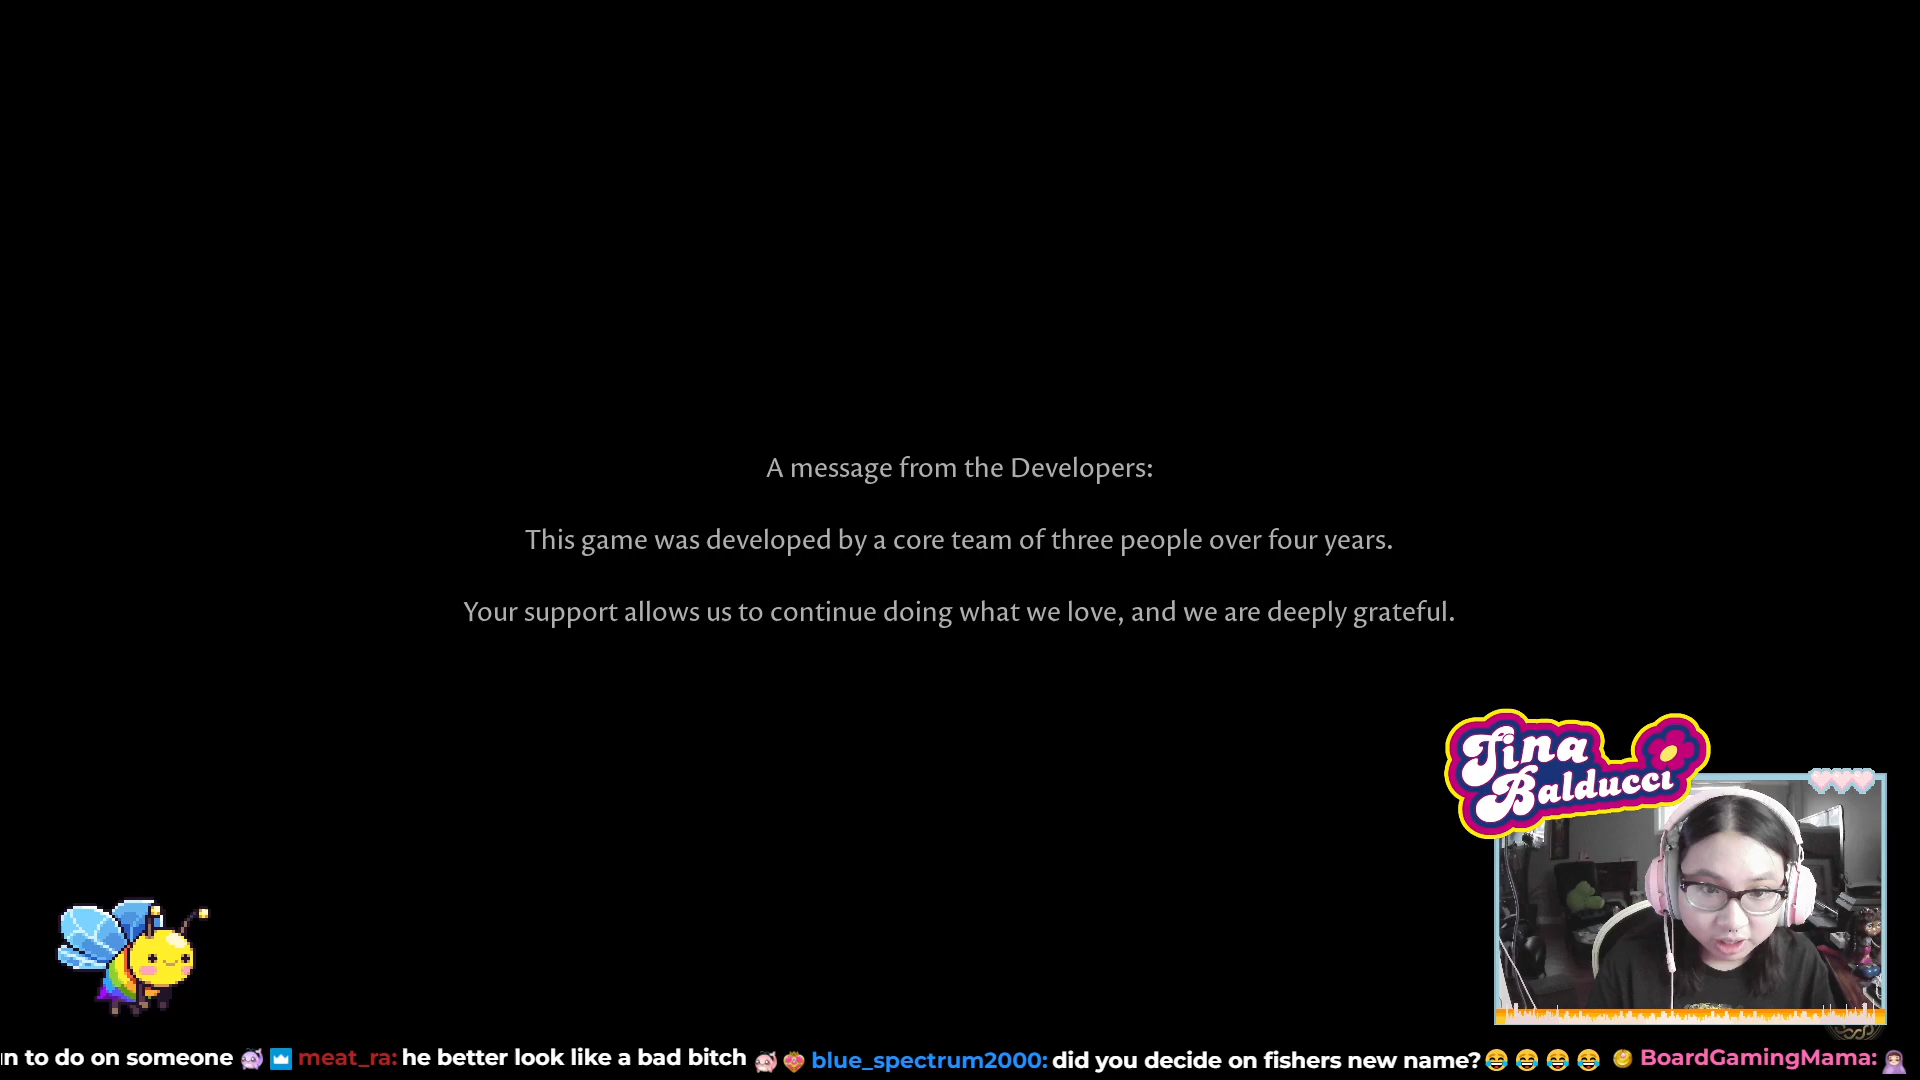 A message from the Developers:
This game was developed by a core team of three people over four years.
Your support allows us to continue doing what we love, and we are deeply grateful.
Tina
Balducci
to do on someone meat_ra: he better look like a bad bitch blue_spectrum2000: did you decide on fishers new name? BoardGamingMama: